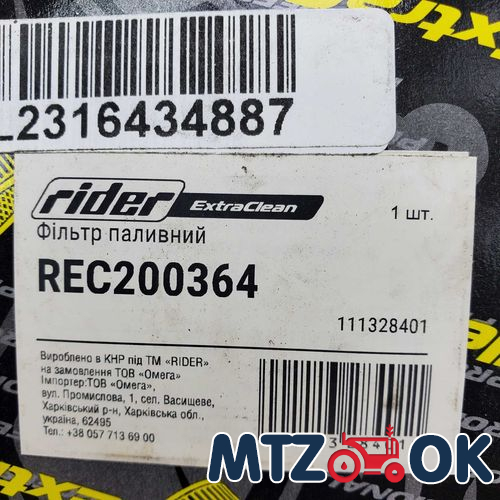 L2316434887
rider ExtraClean
Фільтр паливний
1 шт.
REC200364
111328401
Вироблено в КНР під ТМ «RIDER»
на замовлення ТОВ «Омега»
Імпортер:ТОВ «Омега»,
вул. Промислова, 1, сел. Васищеве,
Харківський р-н, Харківська обл.,
україна, 62495
Тел.: +38 057 713 69 00
MTZ OK